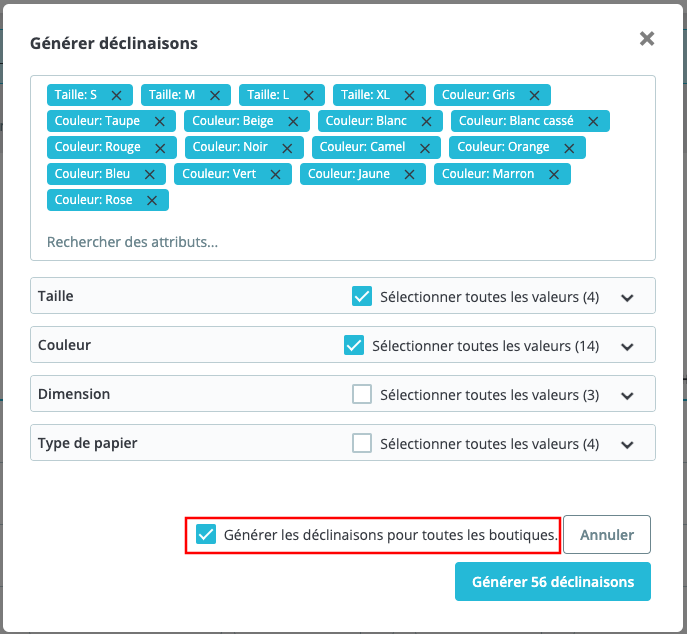 Générer déclinaisons
Taille: S Taille: M Taille: L Taille: XL Couleur: Gris
Couleur: Taupe Couleur: Beige Couleur: Blanc Couleur: Blanc cassé
Couleur: Rouge Couleur: Noir Couleur: Camel Couleur: Orange
Couleur: Bleu Couleur: Vert Couleur: Jaune Couleur: Marron
Couleur: Rose
Rechercher des attributs...
Taille Sélectionner toutes les valeurs (4)
Couleur Sélectionner toutes les valeurs (14)
Dimension Sélectionner toutes les valeurs (3)
Type de papier Sélectionner toutes les valeurs (4)
Générer les déclinaisons pour toutes les boutiques. Annuler
Générer 56 déclinaisons